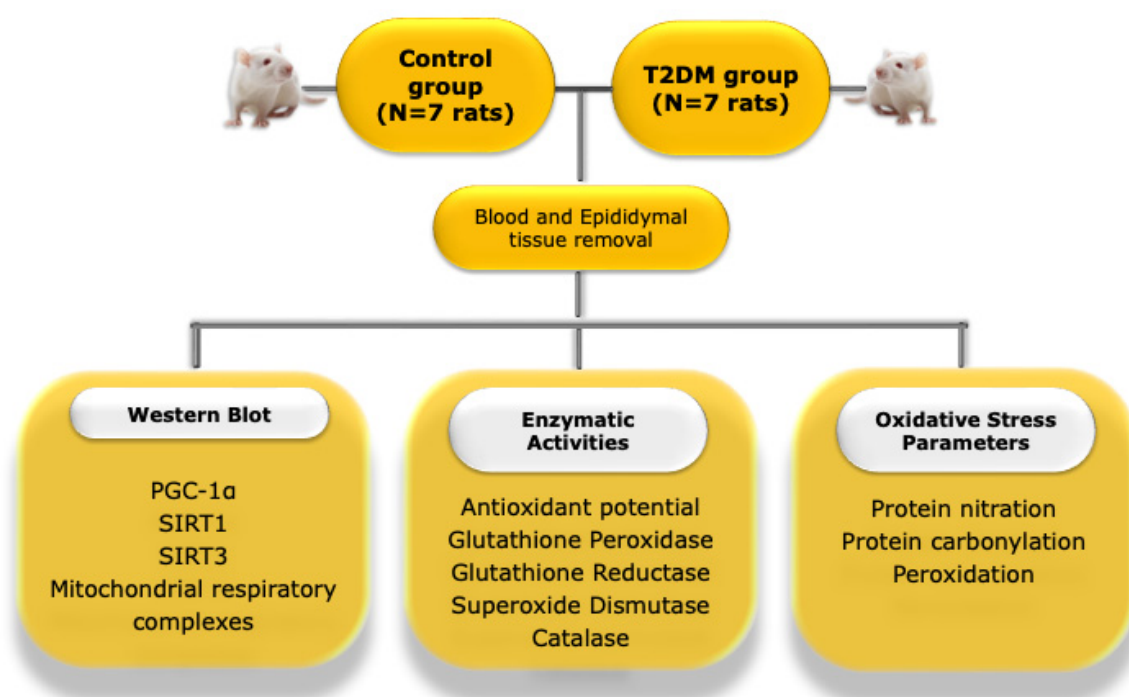 Control
group
(N=7 rats)
T2DM group
(N=7 rats)
Blood and Epididymal
tissue removal
Western Blot
PGC-1α
SIRT1
SIRT3
Mitochondrial respiratory
complexes
Enzymatic
Activities
Antioxidant potential
Glutathione Peroxidase
Glutathione Reductase
Superoxide Dismutase
Catalase
Oxidative Stress
Parameters
Protein nitration
Protein carbonylation
Peroxidation